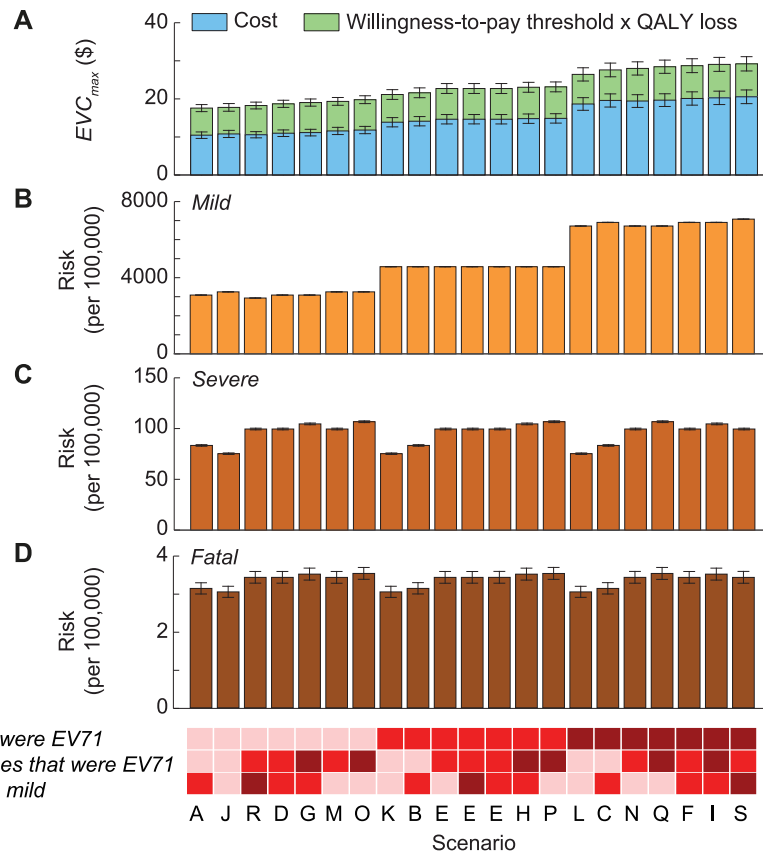 A
Cost
Willingness-to-pay threshold x QALY loss
EVCmax ($)
40
20
0
B
Mild
Risk
(per 100,000)
8000
4000
0
C
Severe
Risk
(per 100,000)
150
100
50
0
D
Fatal
Risk
(per 100,000)
4
2
0
were EV71
es that were EV71
mild
A J R D G M O K B E E E H P L C N Q F I S
Scenario